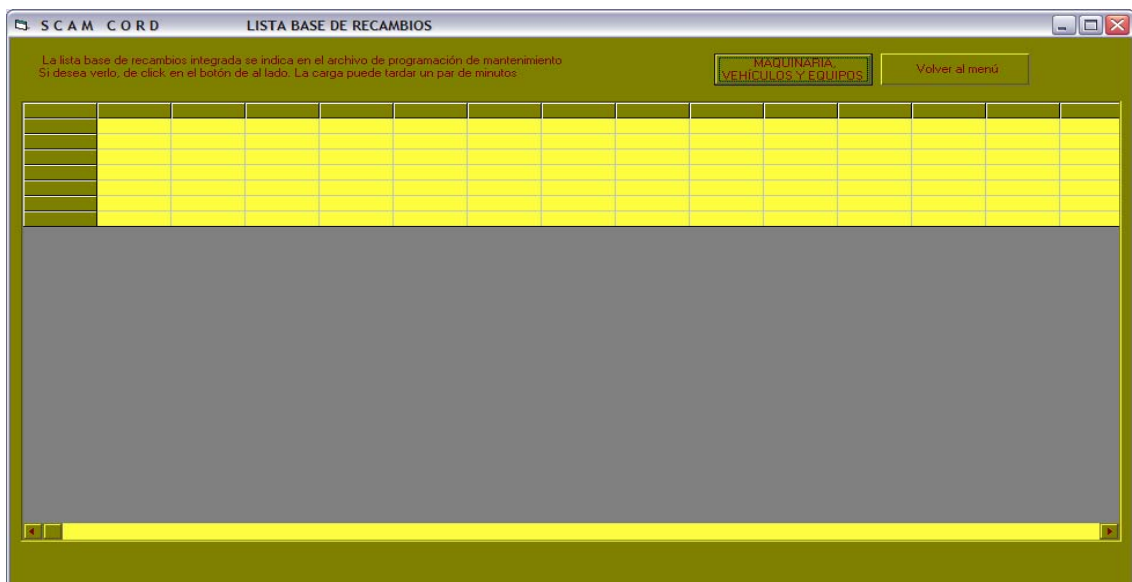 S C A M   C O R D   LISTA BASE DE RECAMBIOS
La lista base de recambios integrada se indica en el archivo de programación de mantenimiento
Si desea verlo, de click en el botón de al lado. La carga puede tardar un par de minutos
MAQUINARIA,
VEHÍCULOS Y EQUIPOS
Volver al menú